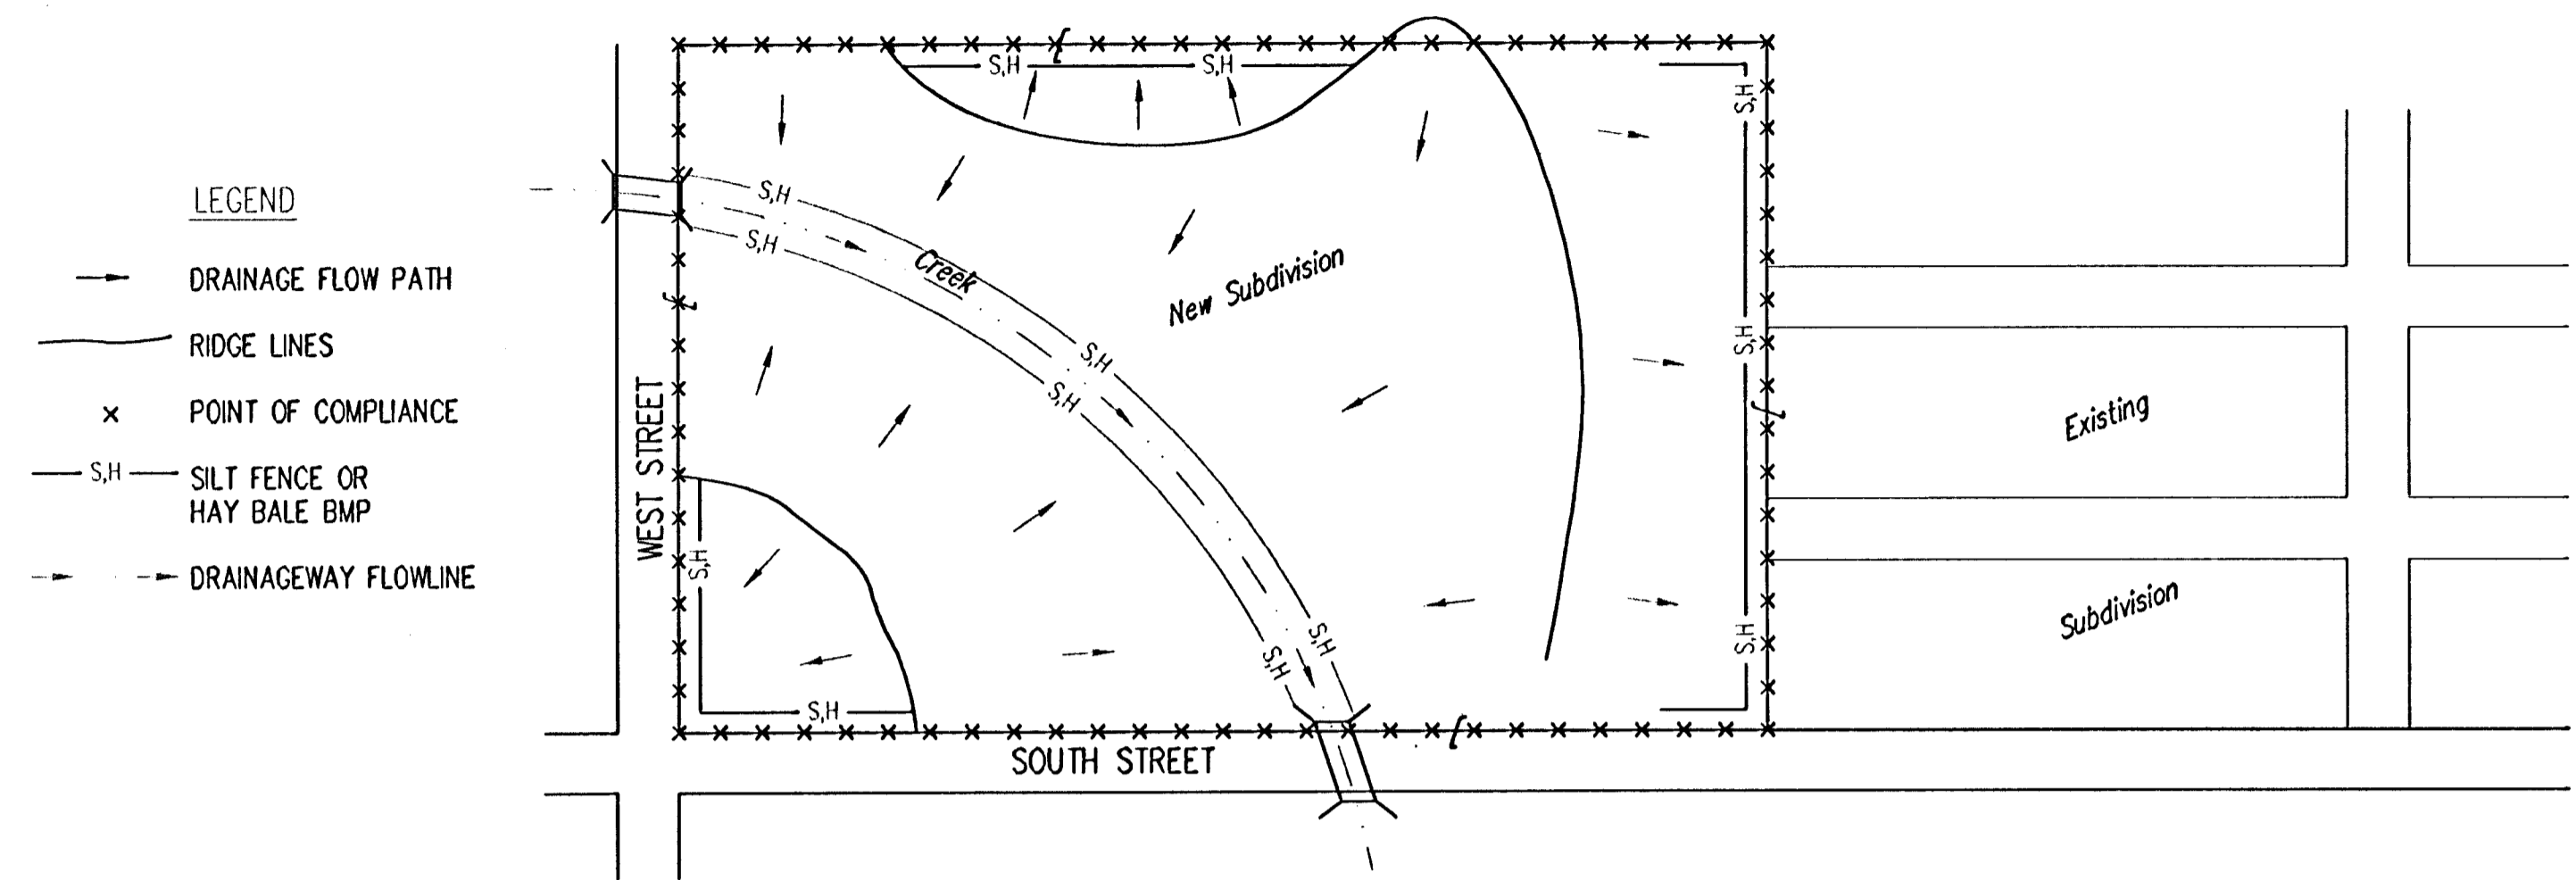 LEGEND
DRAINAGE FLOW PATH
RIDGE LINES
x POINT OF COMPLIANCE
S,H SILT FENCE OR
HAY BALE BMP
DRAINAGEWAY FLOWLINE
S,H
S,H
S,H
S,H
S,H
Creek
New Subdivision
S,H
S,H
S,H
WEST STREET
S,H
S,H
S,H
S,H
S,H
S,H
SOUTH STREET
Existing
Subdivision